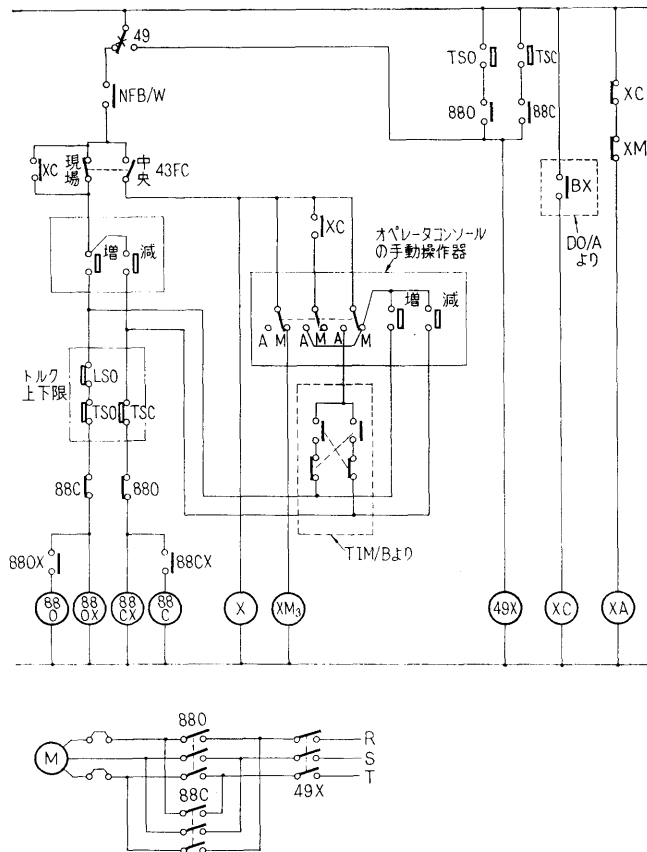 49
TSO
TSC
NFB/W
88O
88C
XC
XM
XC
現場
中央
43FC
BX
DO/A
より
XC
オペレータコンソール
の手動操作器
増
減
増
減
A
M
A
M
A
M
トルク
上下限
LSO
TSO
TSC
88C
88O
TIM/Bより
88OX
88CX
88
O
88
OX
88
CX
88
C
X
XM3
49X
XC
XA
88O
R
S
T
M
88C
49X